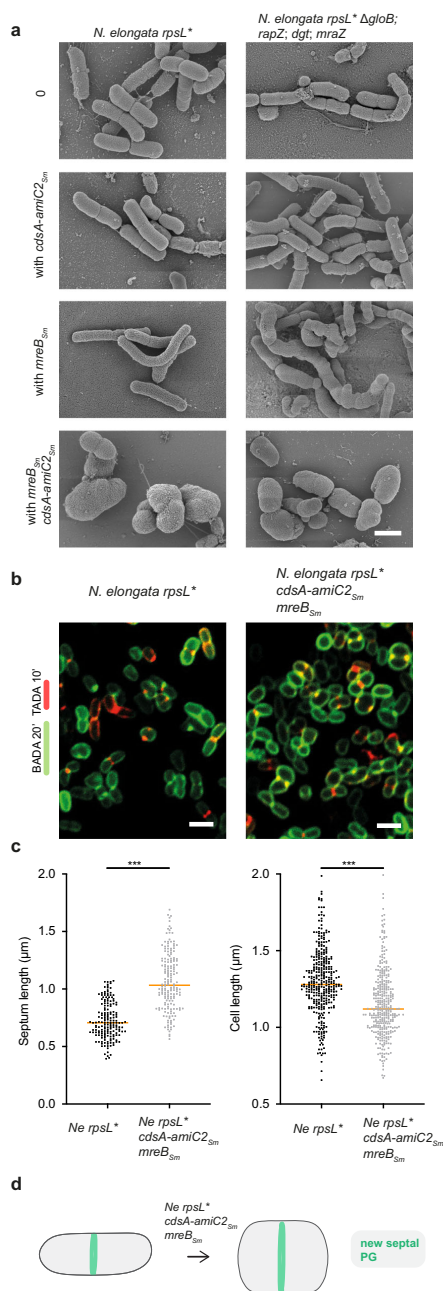 a
N. elongata rpsL*
N. elongata rpsL* ΔgloB;
rapZ; dgt; mraZ
0
with cdsA-amiC2Sm
with mreBSm
with mreBSm
cdsA-amiC2Sm
b
N. elongata rpsL*
N. elongata rpsL*
cdsA-amiC2Sm
mreBSm
BADA 20' TADA 10'
c
***
***
Septum length (µm)
2.0
1.5
1.0
0.5
0.0
Ne rpsL*
Ne rpsL*
cdsA-amiC2Sm
mreBSm
Cell length (µm)
2.0
1.5
1.0
0.5
Ne rpsL*
Ne rpsL*
cdsA-amiC2Sm
mreBSm
d
Ne rpsL*
cdsA-amiC2Sm
mreBSm
new septal
PG